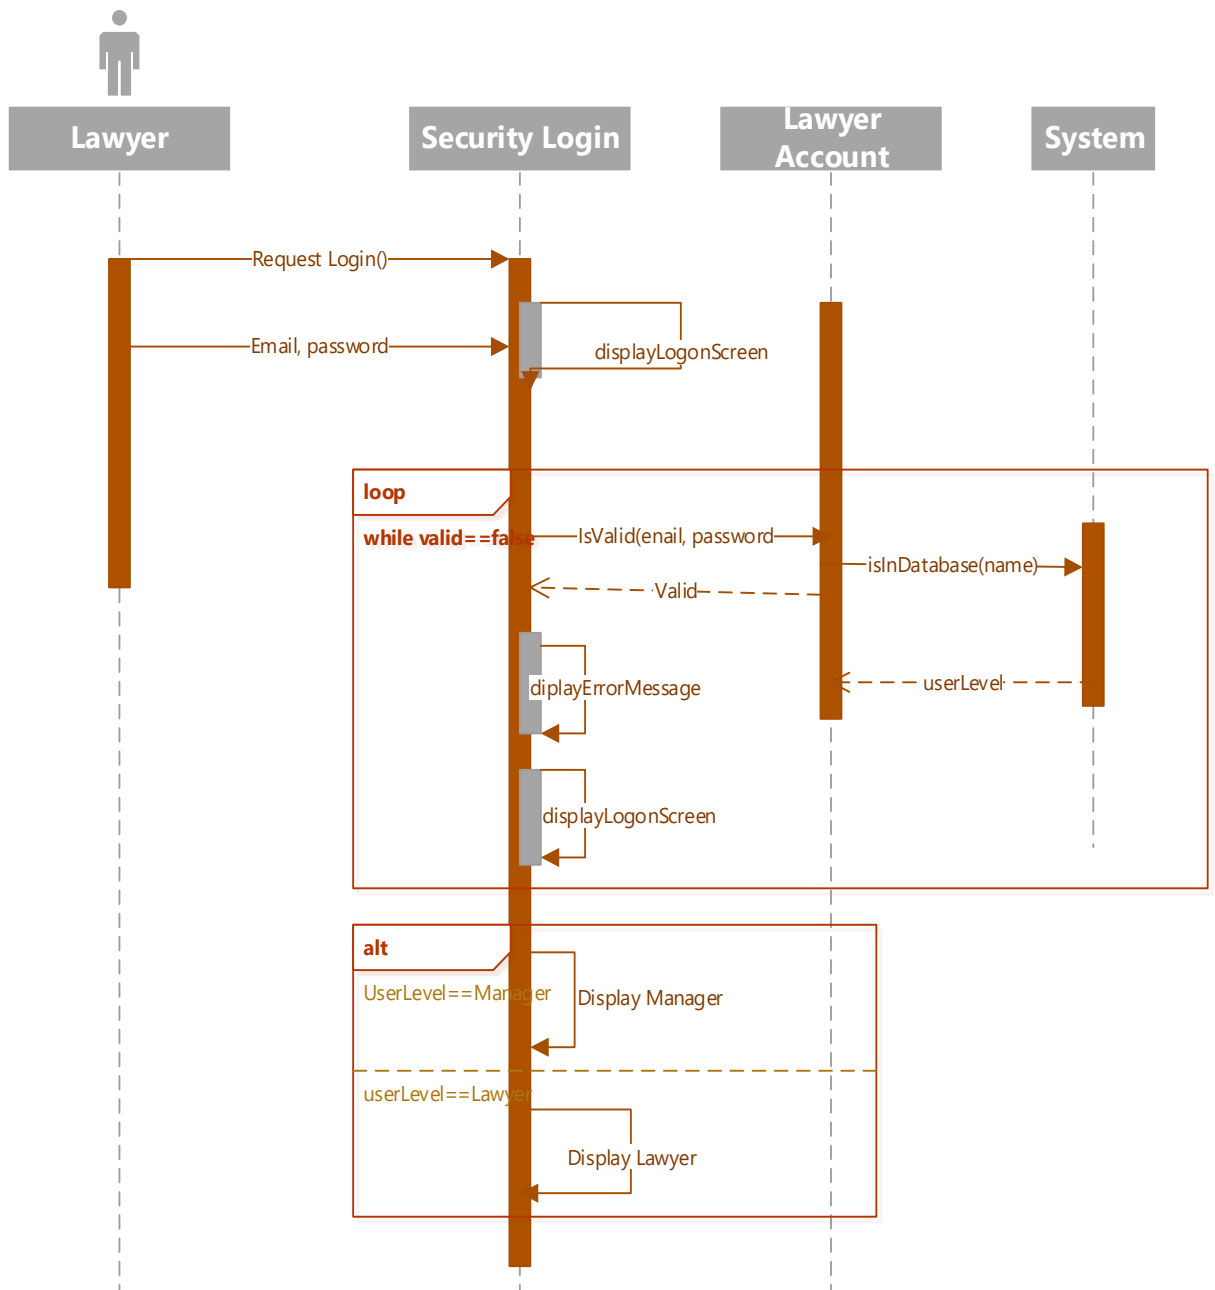 Lawyer
Security Login
Lawyer
Account
System
Request Login()
Email, password
displayLogonScreen
loop
while valid==false
IsValid(enail, password
isInDatabase(name)
Valid
userLevel
diplayErrorMessage
displayLogonScreen
alt
UserLevel==Manager
Display Manager
userLevel==Lawyer
Display Lawyer